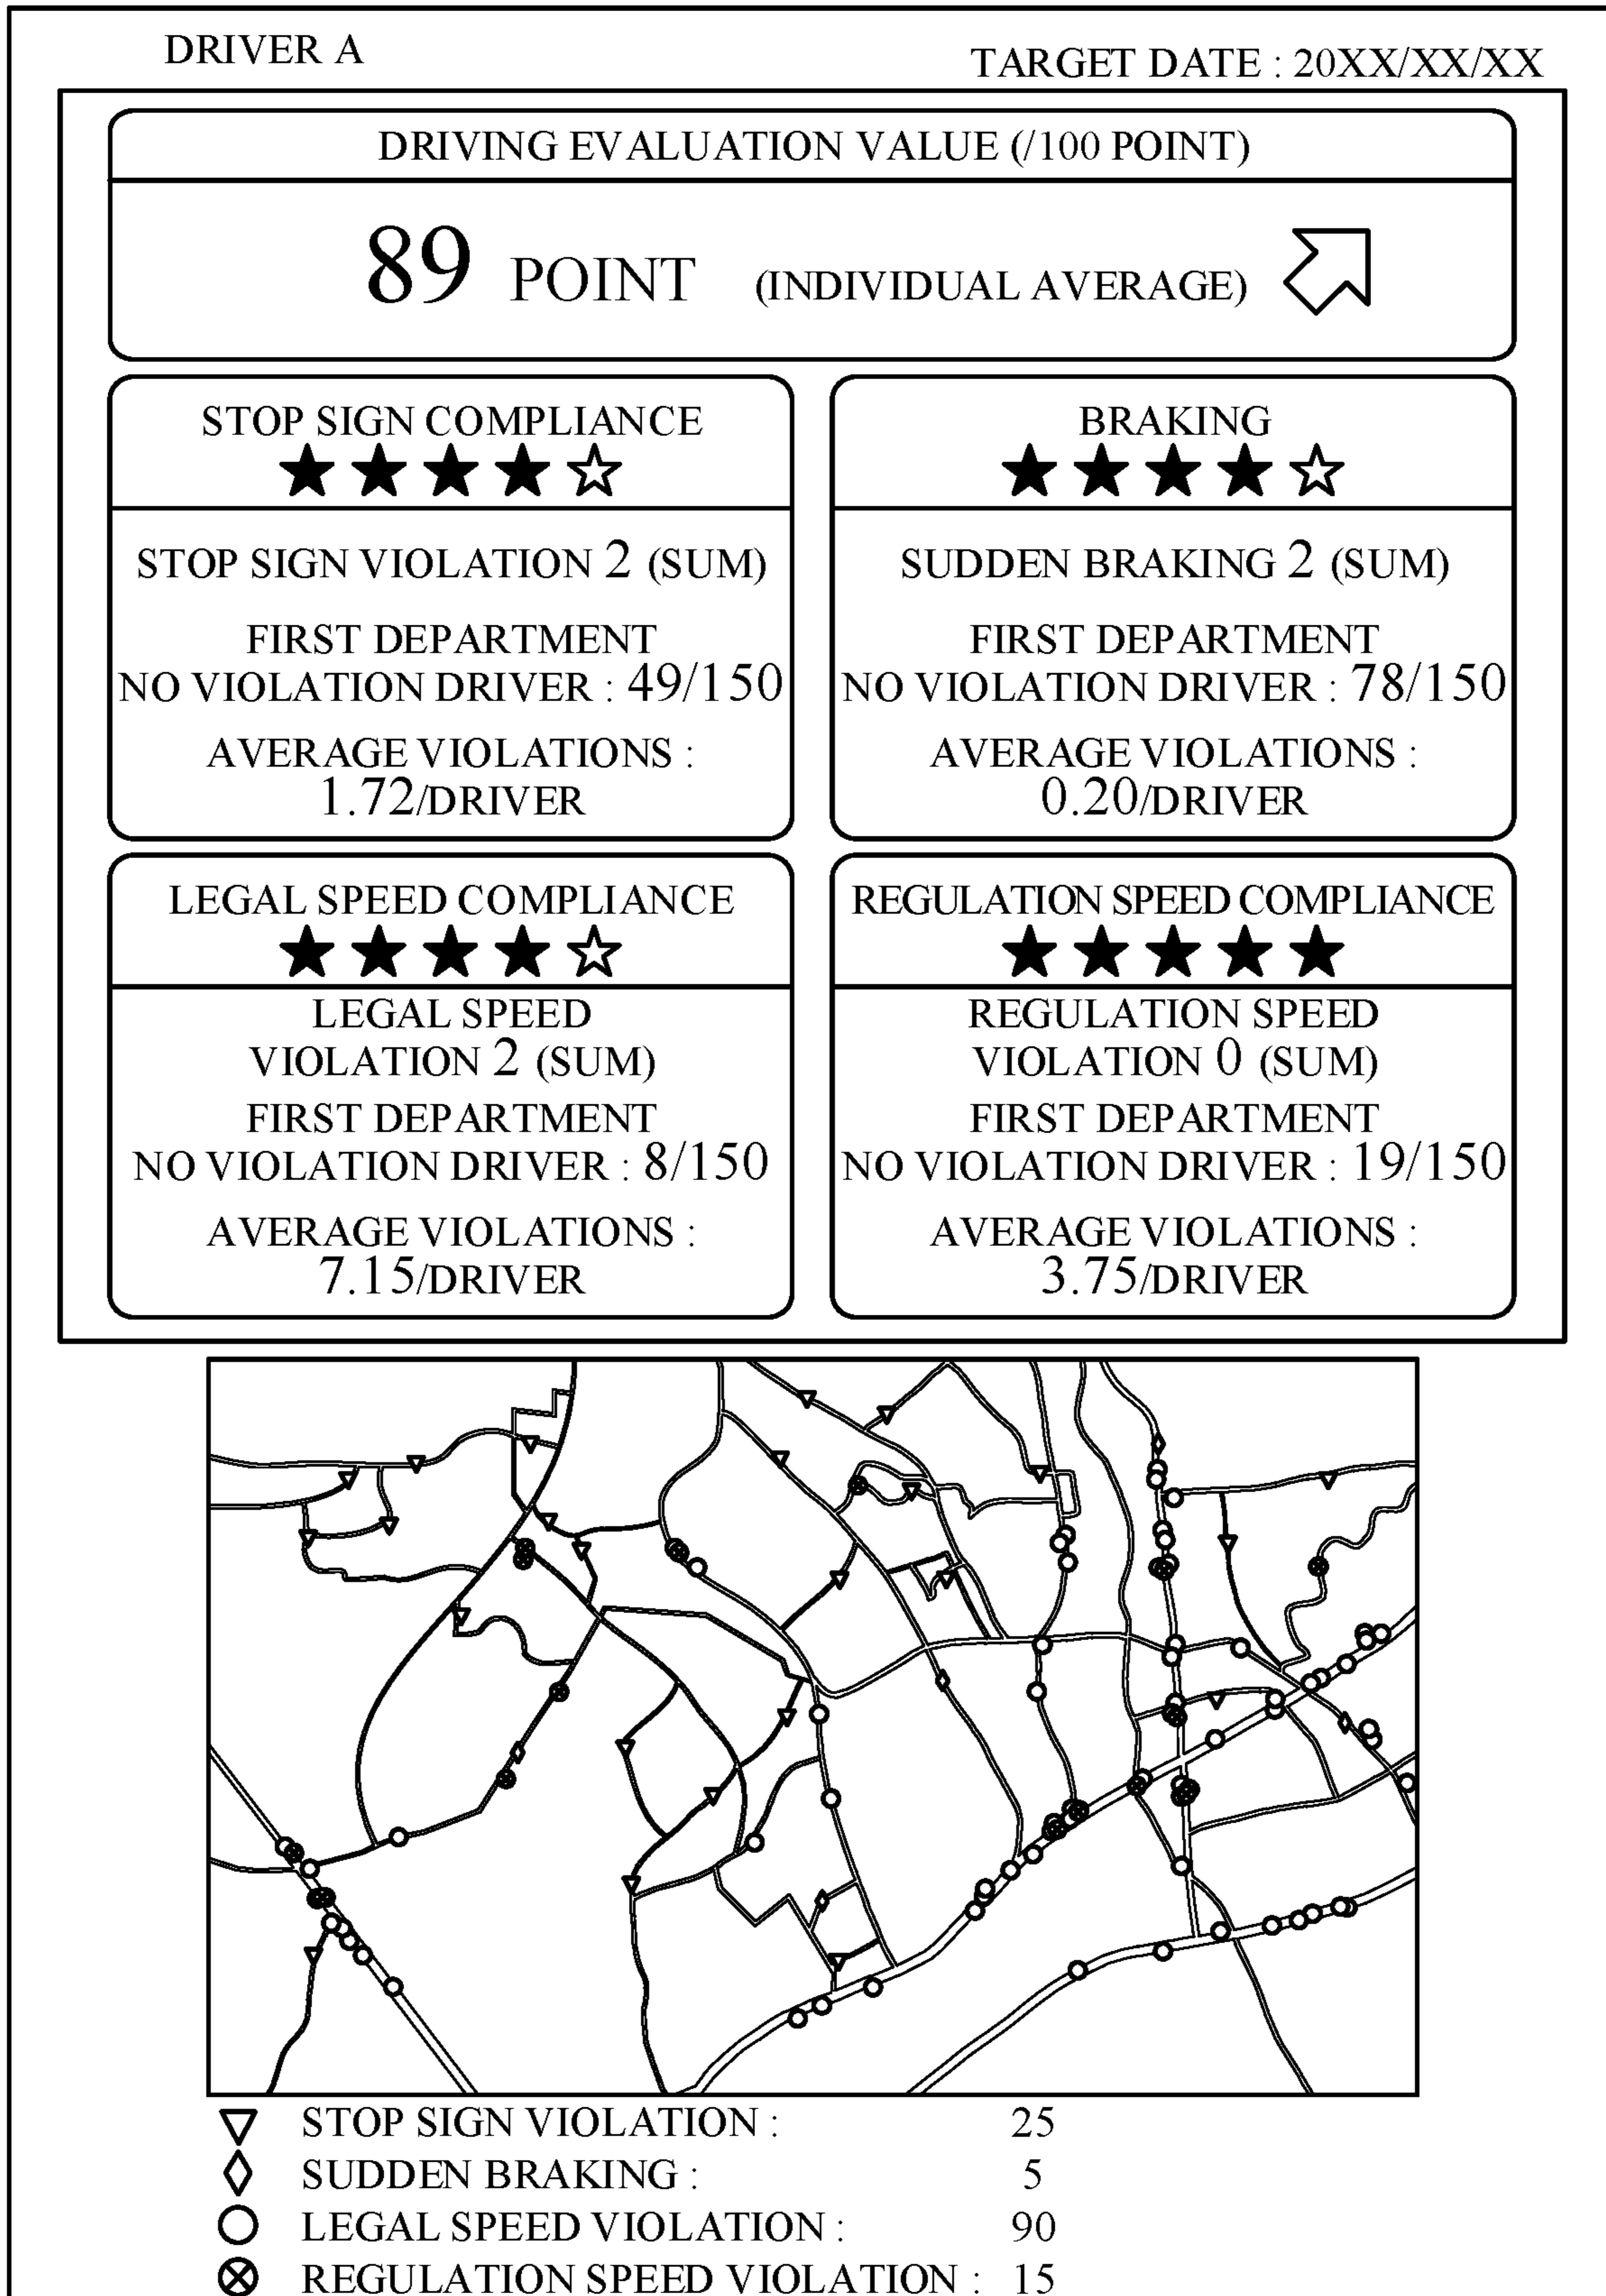 DRIVER A
TARGET DATE : 20XX/XX/XX
DRIVING EVALUATION VALUE (/100 POINT)
89 POINT (INDIVIDUAL AVERAGE)
STOP SIGN COMPLIANCE
★★★★☆
STOP SIGN VIOLATION 2 (SUM)
FIRST DEPARTMENT
NO VIOLATION DRIVER : 49/150
AVERAGE VIOLATIONS :
1.72/DRIVER
BRAKING
★★★★☆
SUDDEN BRAKING 2 (SUM)
FIRST DEPARTMENT
NO VIOLATION DRIVER : 78/150
AVERAGE VIOLATIONS :
0.20/DRIVER
LEGAL SPEED COMPLIANCE
★★★★☆
LEGAL SPEED
VIOLATION 2 (SUM)
FIRST DEPARTMENT
NO VIOLATION DRIVER : 8/150
AVERAGE VIOLATIONS :
7.15/DRIVER
REGULATION SPEED COMPLIANCE
★★★★★
REGULATION SPEED
VIOLATION 0 (SUM)
FIRST DEPARTMENT
NO VIOLATION DRIVER : 19/150
AVERAGE VIOLATIONS :
3.75/DRIVER
STOP SIGN VIOLATION : 25
SUDDEN BRAKING : 5
LEGAL SPEED VIOLATION : 90
REGULATION SPEED VIOLATION : 15